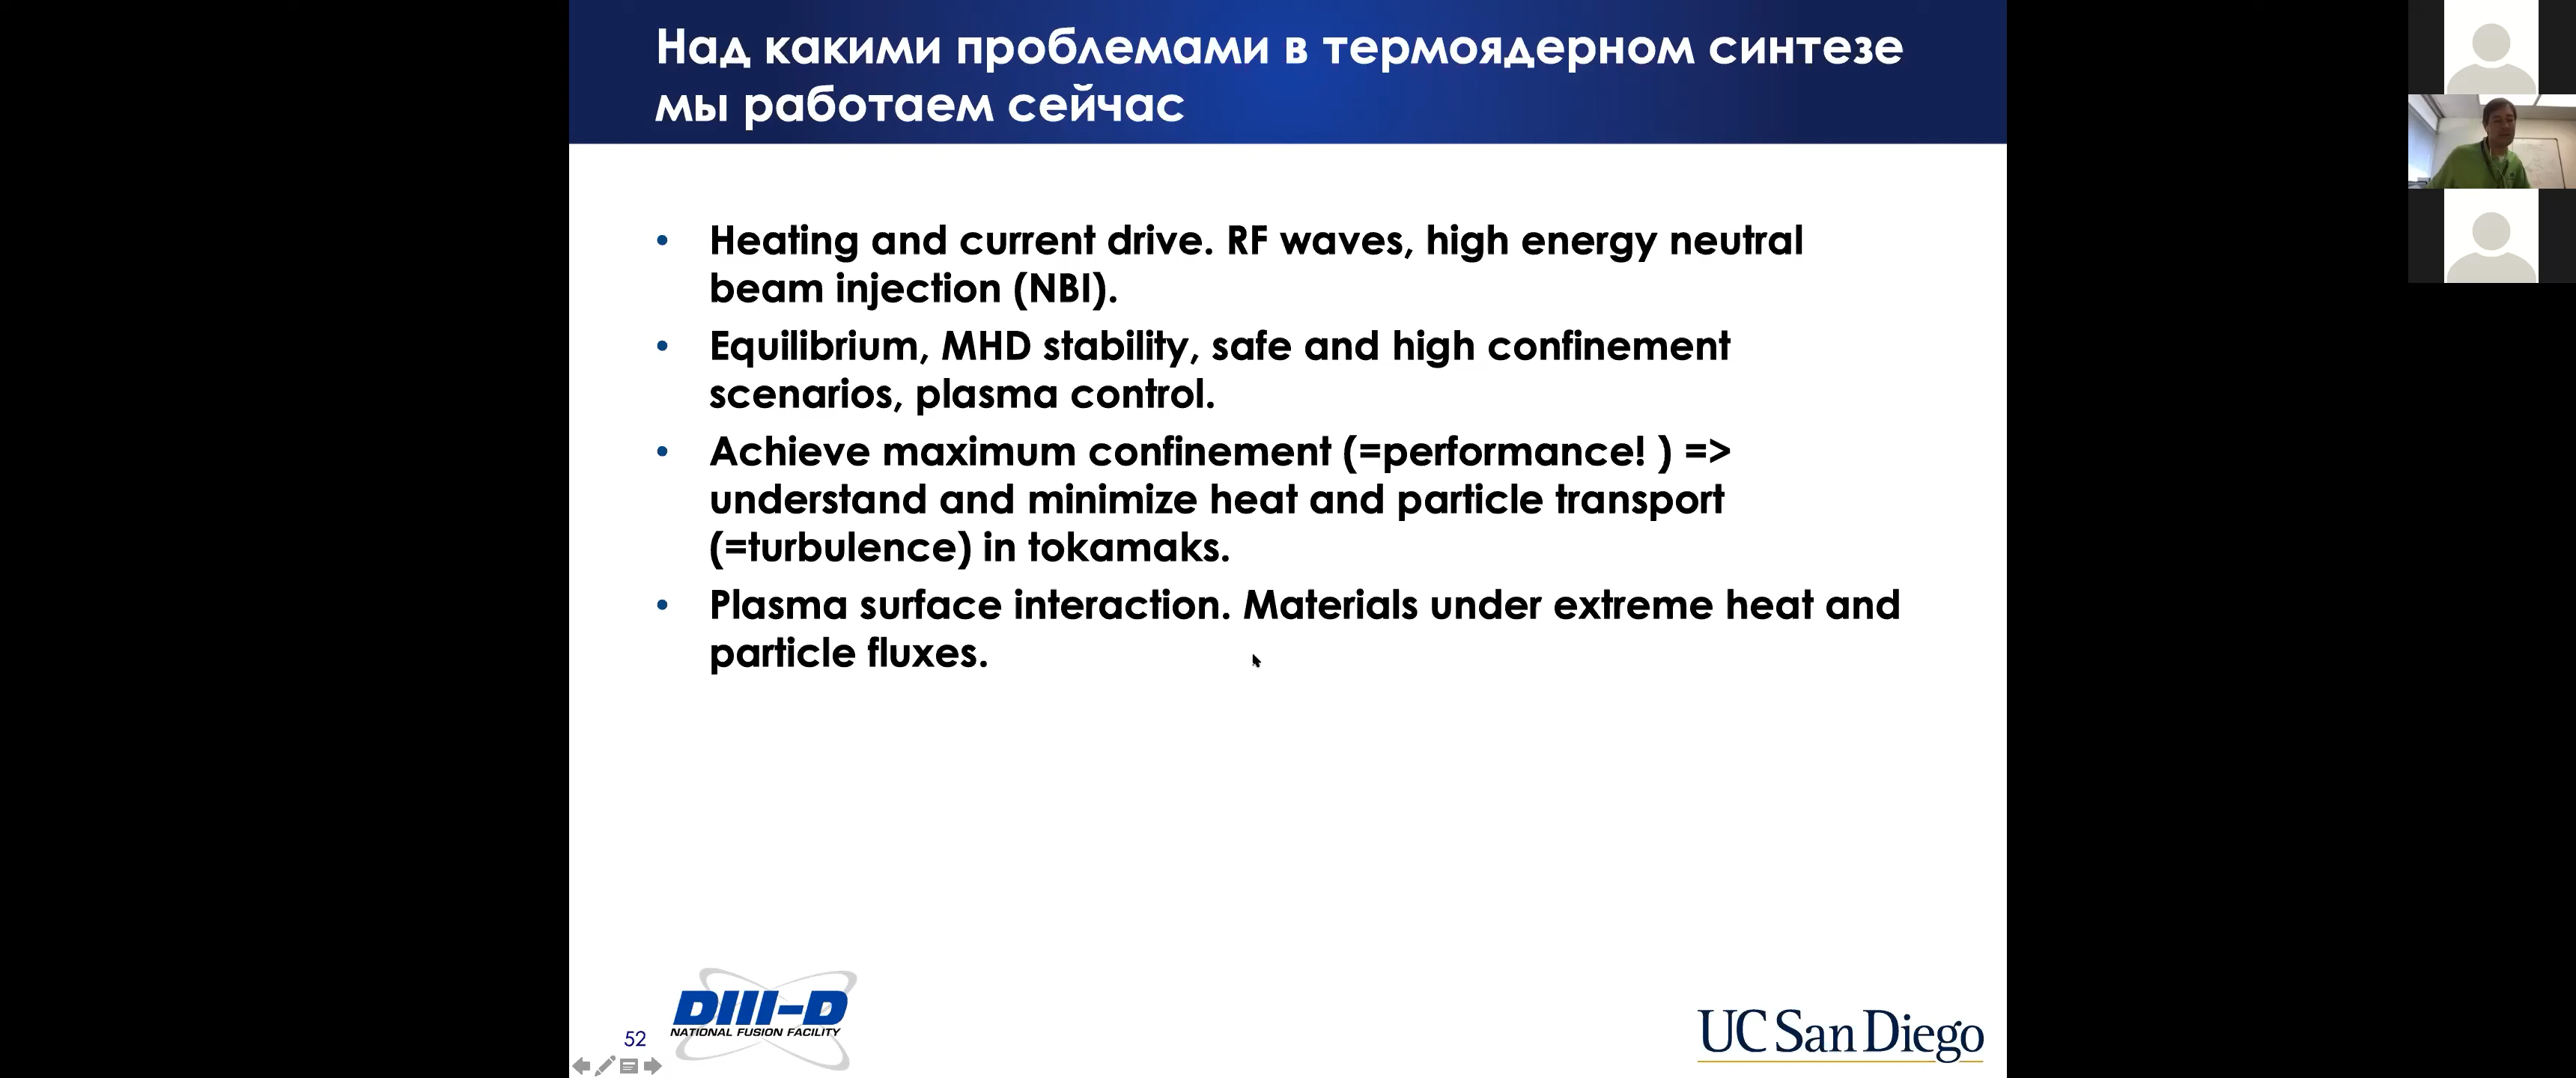 Над какими проблемами в термоядерном синтезе
мы работаем сейчас
• Heating and current drive. RF waves, high energy neutral
beam injection (NBI).
• Equilibrium, MHD stability, safe and high confinement
scenarios, plasma control.
• Achieve maximum confinement (=performance! ) =>
understand and minimize heat and particle transport
(=turbulence) in tokamaks.
• Plasma surface interaction. Materials under extreme heat and
particle fluxes.
52
DIII-D
NATIONAL FUSION FACILITY
UC San Diego